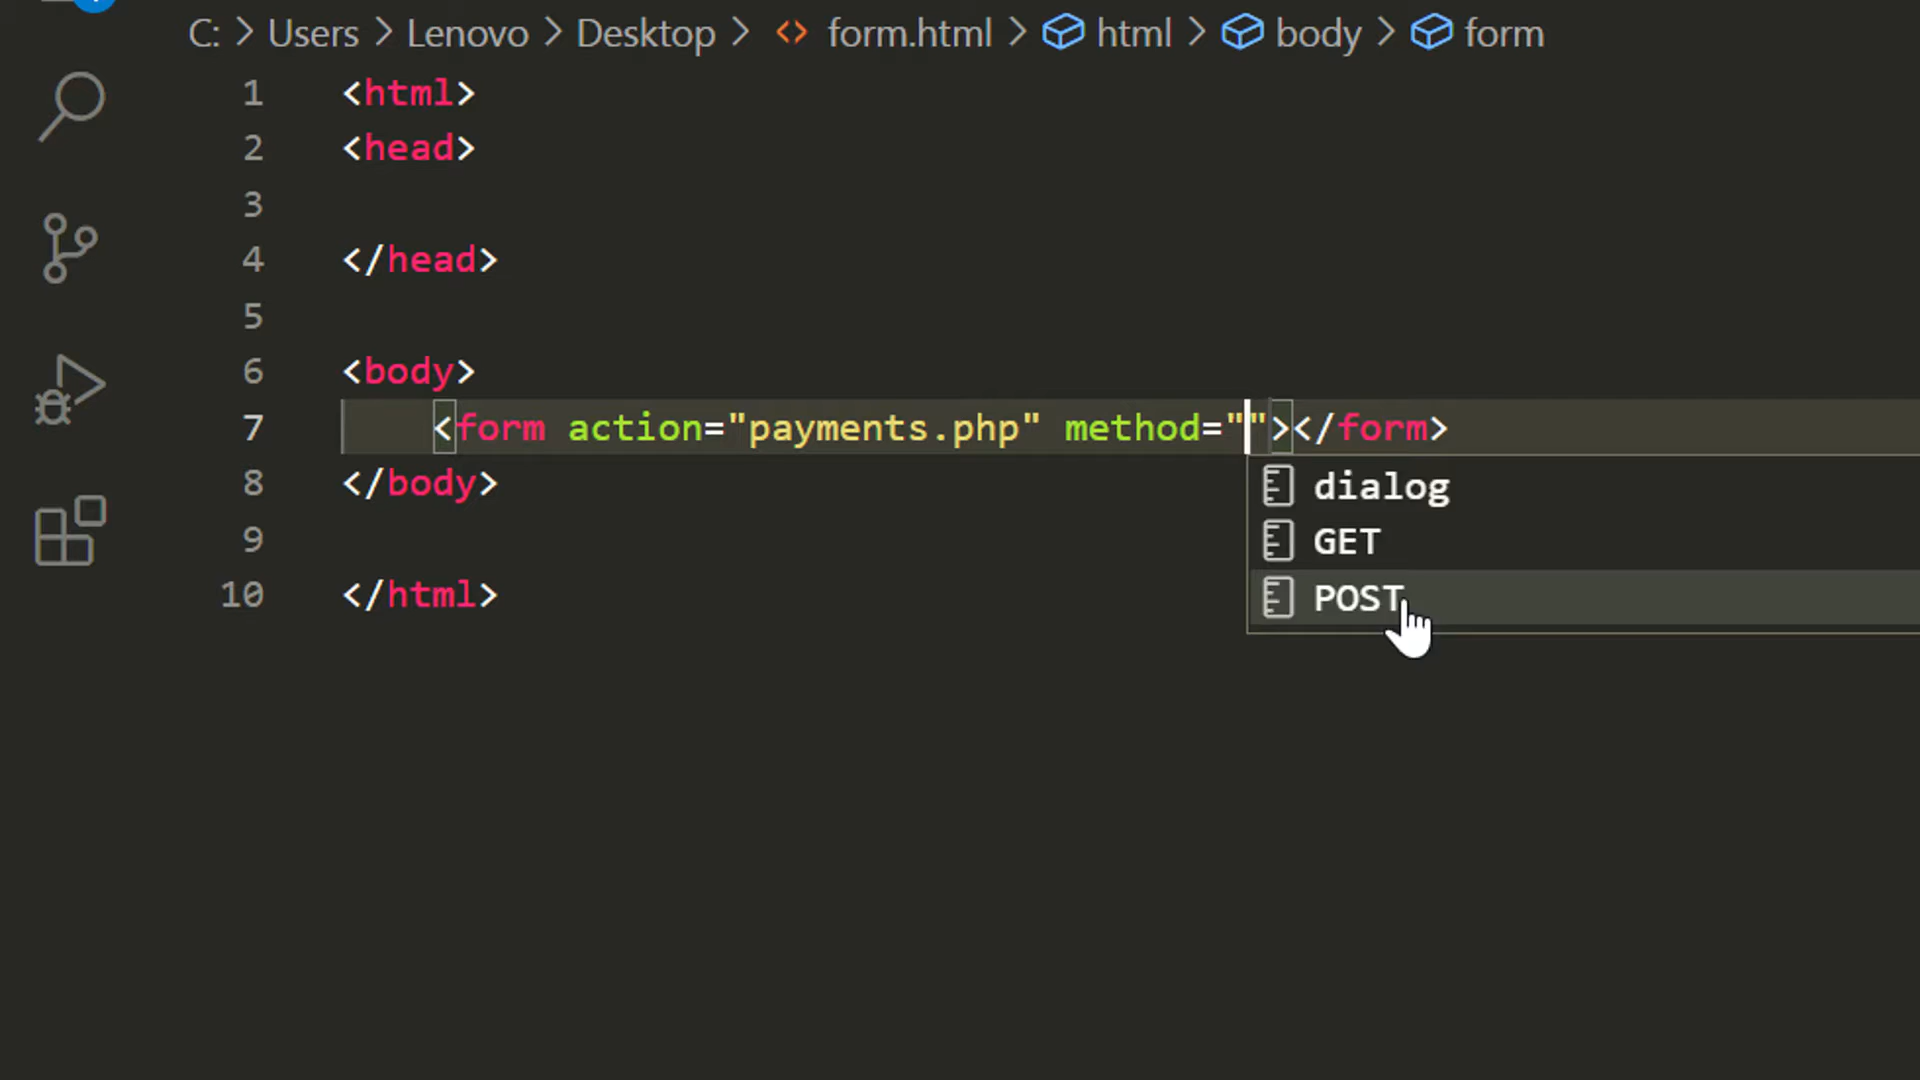 C: > Users > Lenovo > Desktop > <> form.html > html > body > form
1 <html>
2 <head>
3
4 </head>
5
6 <body>
7 <form action="payments.php" method=""></form>
dialog
8 </body>
GET
9
POST
10 </html>